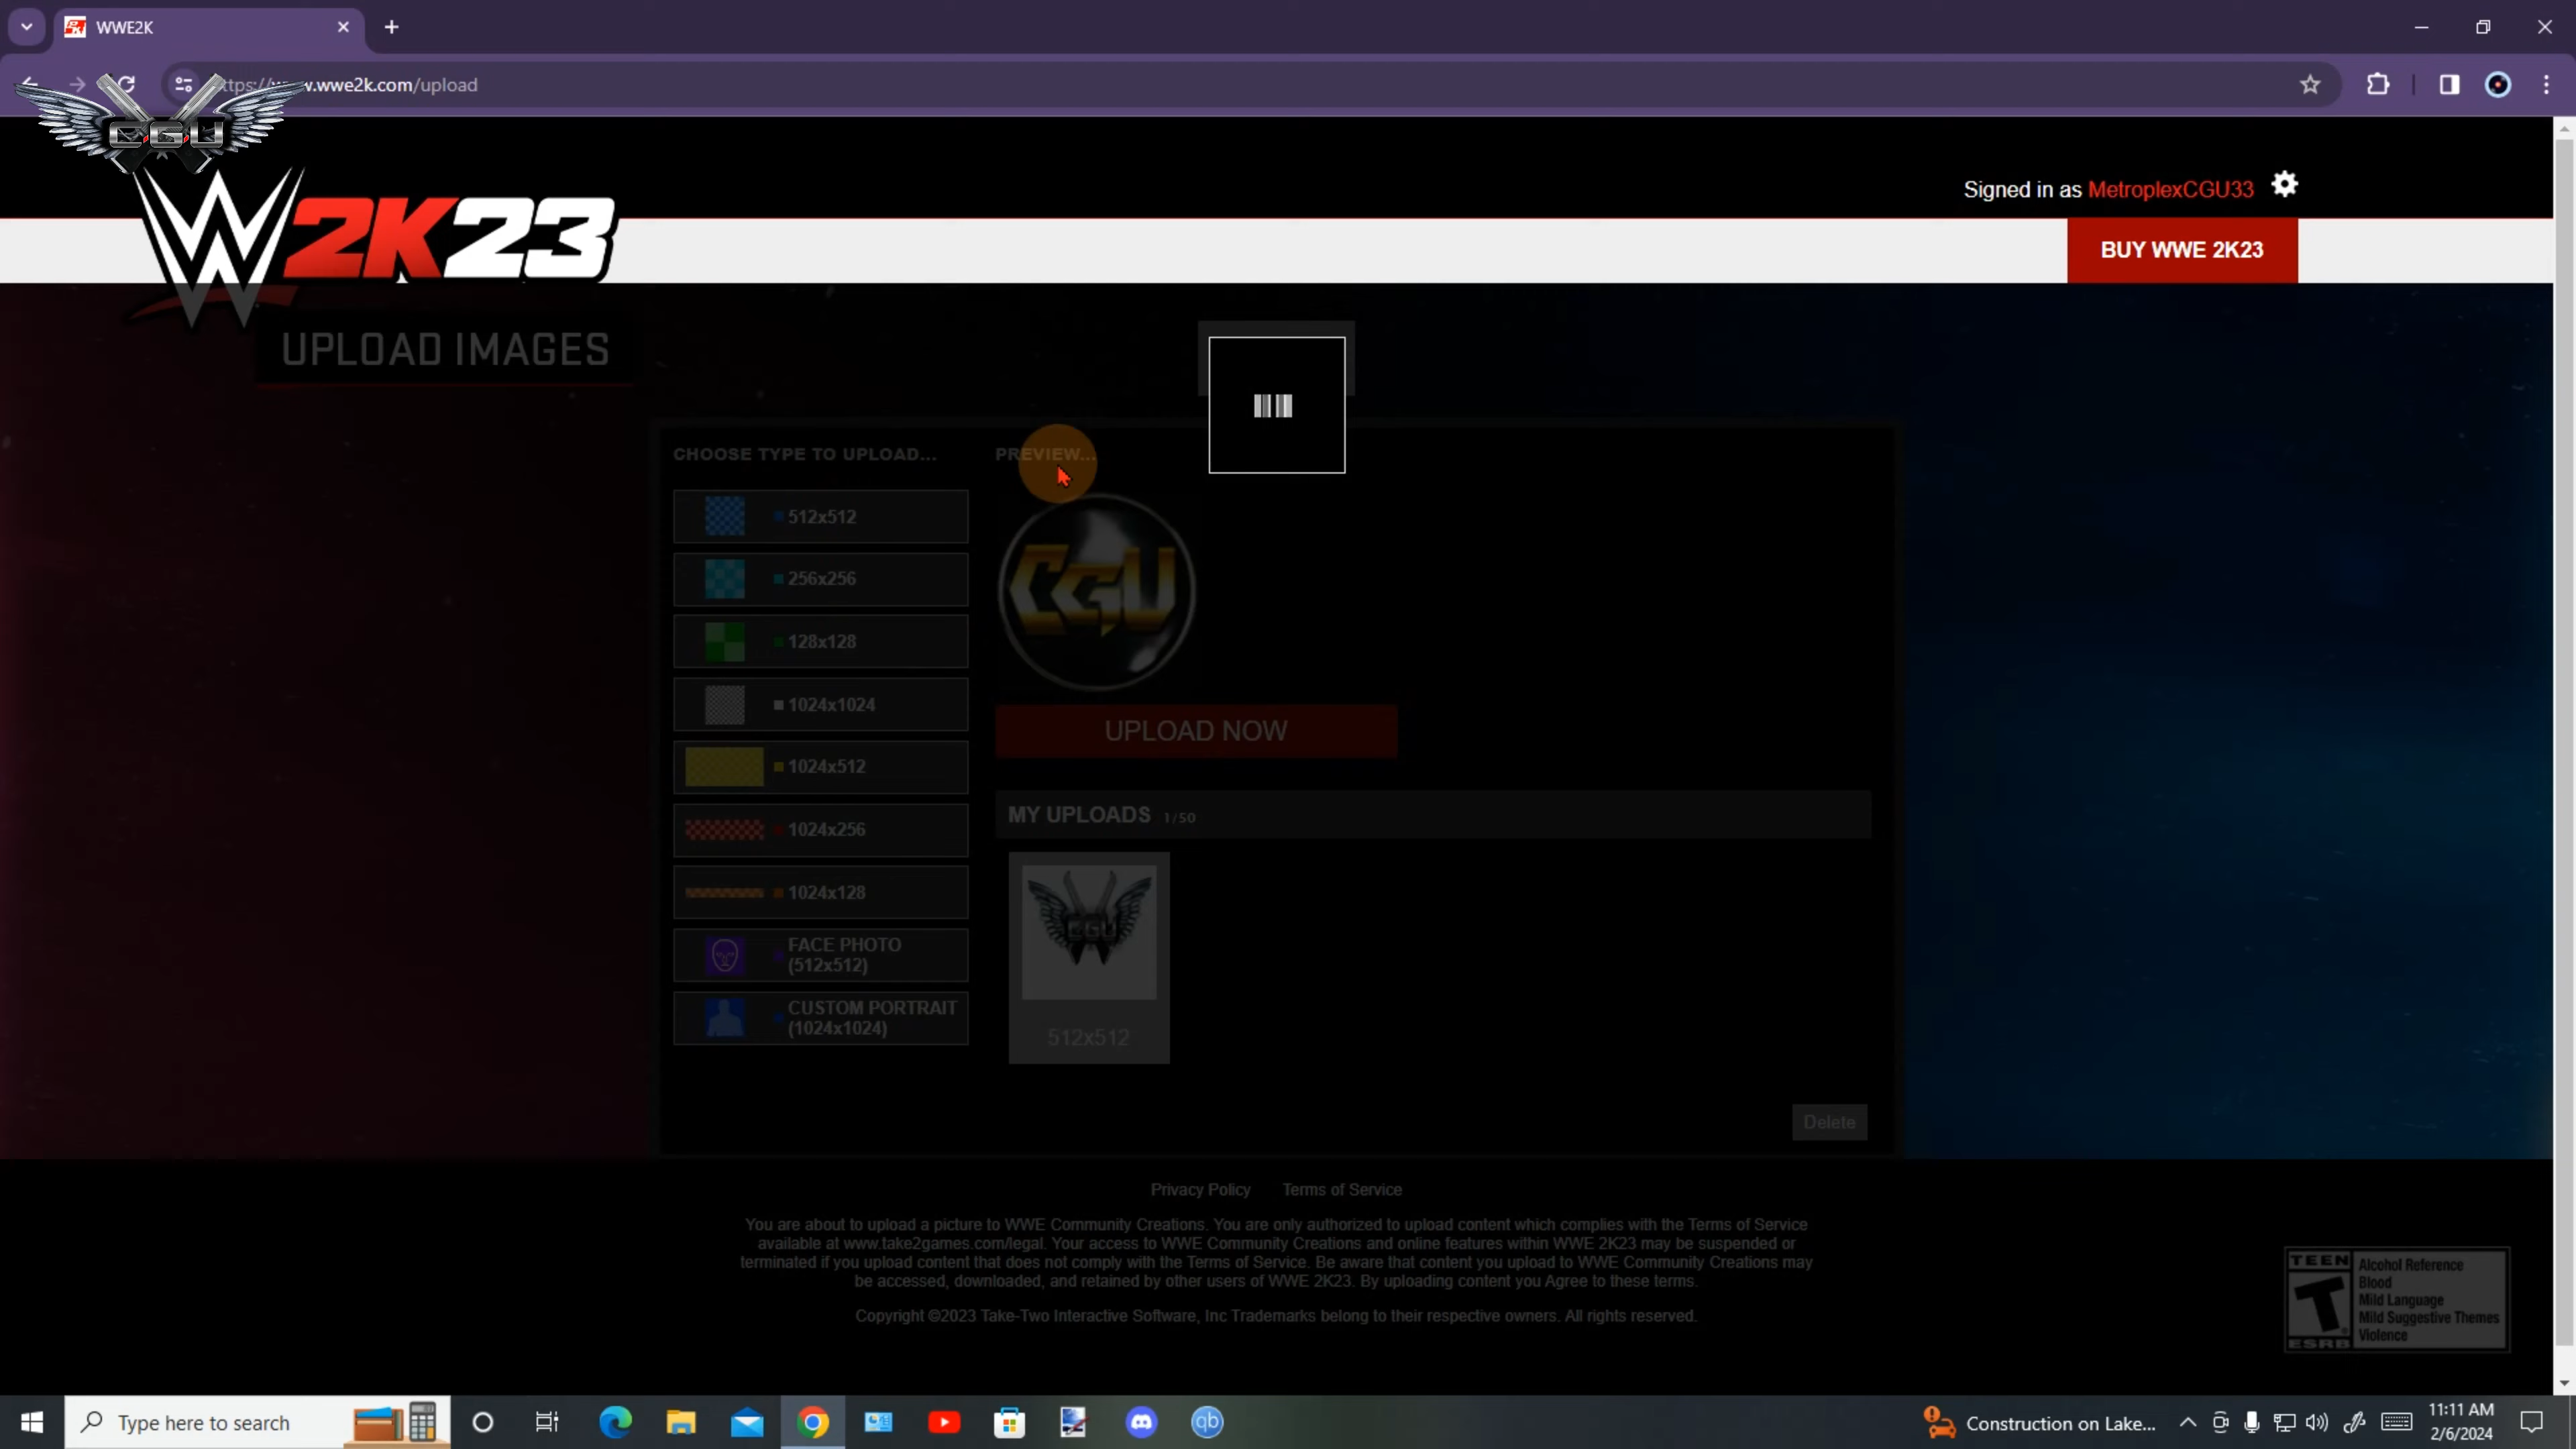 WWE2K
www.wwe2k.com/upload
C.G.U
W 2K23
Signed in as MetroplexCGU33
BUY WWE 2K23
UPLOAD IMAGES
CHOOSE TYPE TO UPLOAD...
512x512
256x256
128x128
1024x1024
1024x512
1024x256
1024x128
FACE PHOTO
(512x512)
CUSTOM PORTRAIT
(1024x1024)
PREVIEW...
CGU
UPLOAD NOW
MY UPLOADS 1/50
CGU
512x512
Delete
Privacy Policy Terms of Service
You are about to upload a picture to WWE Community Creations. You are only authorized to upload content which complies with the Terms of Service
available at www.take2games.com/legal. Your access to WWE Community Creations and online features within WWE 2K23 may be suspended or
terminated if you upload content that does not comply with the Terms of Service. Be aware that content you upload to WWE Community Creations may
be accessed, downloaded, and retained by other users of WWE 2K23. By uploading content you Agree to these terms.
Copyright ©2023 Take-Two Interactive Software, Inc Trademarks belong to their respective owners. All rights reserved.
TEEN
T
ESRB
Alcohol Reference
Blood
Mild Language
Mild Suggestive Themes
Violence
Type here to search
qb
Construction on Lake...
11:11 AM
2/6/2024